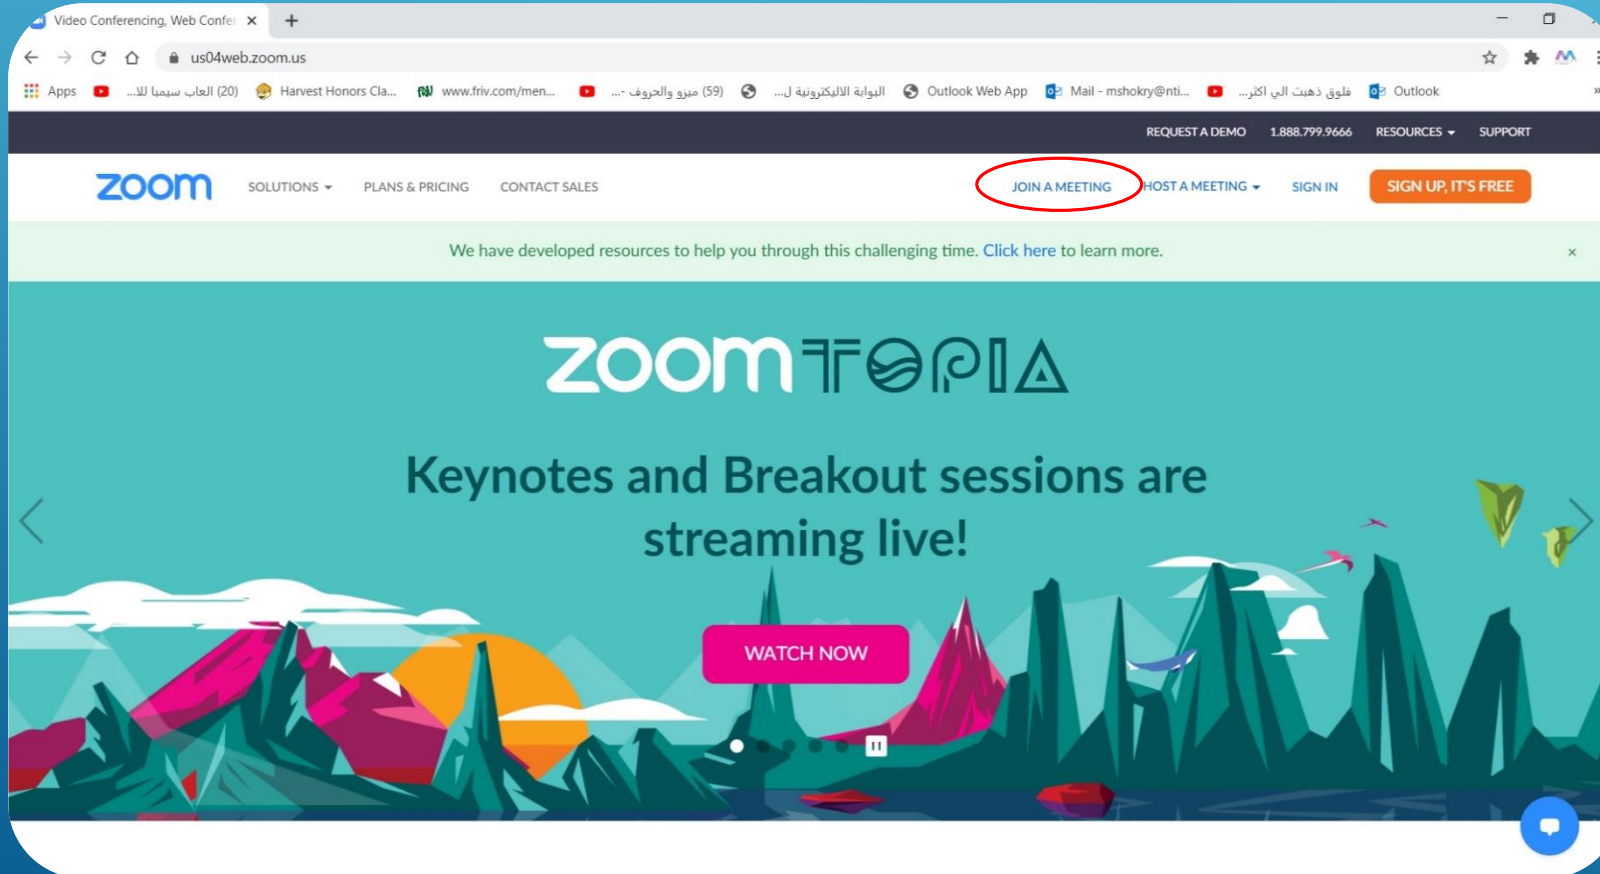 Video Conferencing, Web Confer
us04web.zoom.us
Apps (20) العاب سيمبا للا... Harvest Honors Cla... www.friv.com/men... (59) ميزو والحروف -... البوابة الاليكترونية ل... Outlook Web App Mail - mshokry@nti... فلوق ذهبت الي اكثر... Outlook
REQUEST A DEMO 1.888.799.9666 RESOURCES SUPPORT
zoom SOLUTIONS PLANS & PRICING CONTACT SALES JOIN A MEETING HOST A MEETING SIGN IN SIGN UP, IT'S FREE
We have developed resources to help you through this challenging time. Click here to learn more.
zoomTOPIA
Keynotes and Breakout sessions are
streaming live!
WATCH NOW